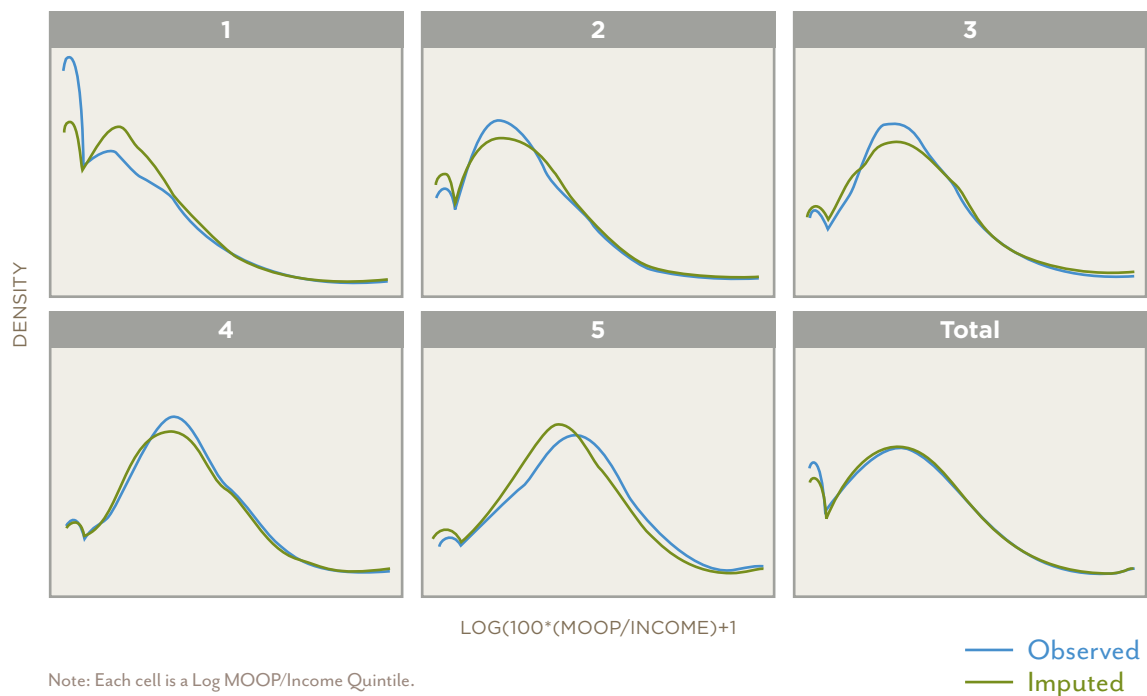 1
2
3
DENSITY
4
5
Total
LOG(100*(MOOP/INCOME)+1
Observed
Imputed
Note: Each cell is a Log MOOP/Income Quintile.